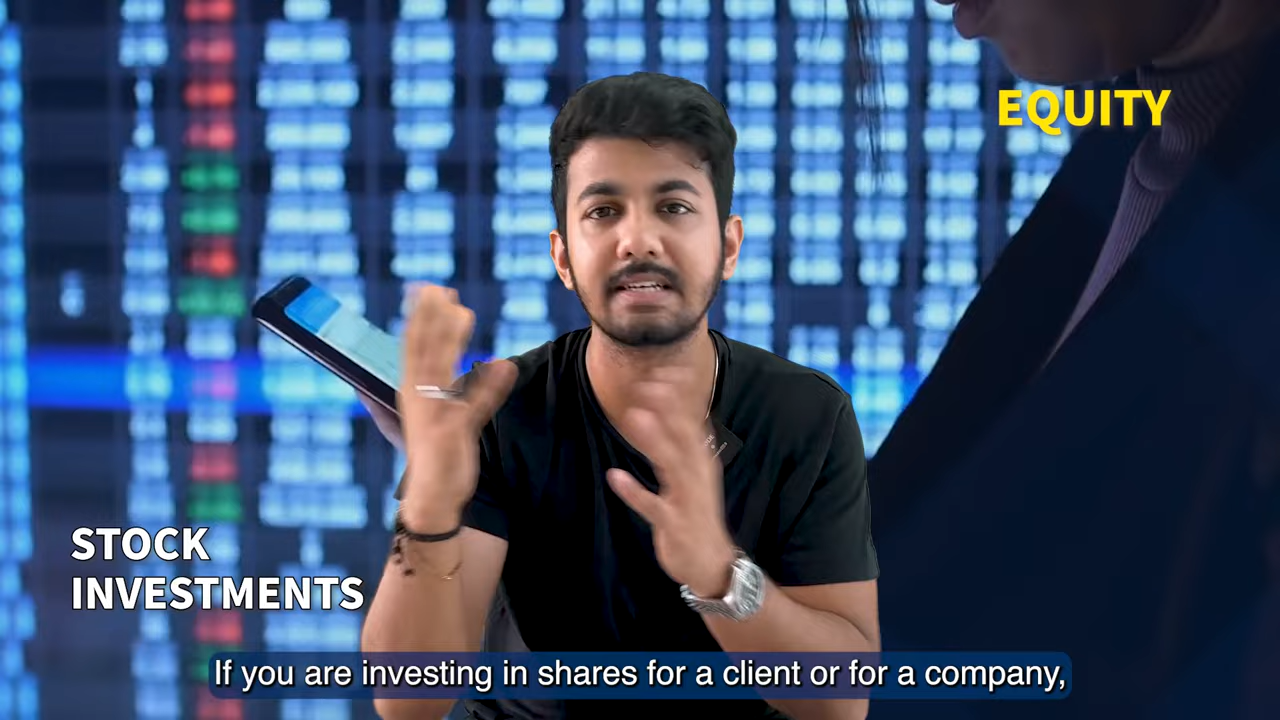 EQUITY
STOCK
INVESTMENTS
If you are investing in shares for a client or for a company,